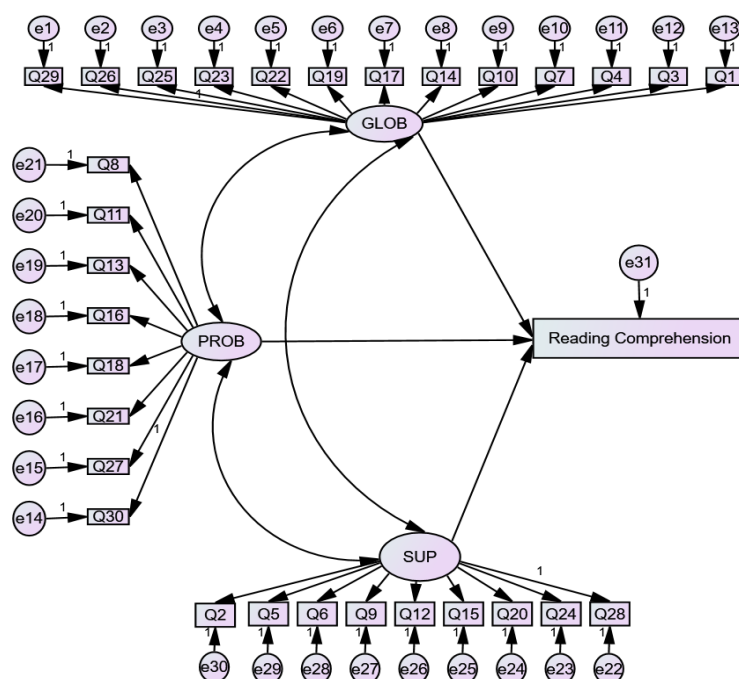 e1 e2 e3 e4 e5 e6 e7 e8 e9 e10 e11 e12 e13
1 1 1 1 1 1 1 1 1 1 1 1 1
Q29 Q26 Q25 Q23 Q22 Q19 Q17 Q14 Q10 Q7 Q4 Q3 Q1
1
GLOB
e21 1 Q8
e20 1 Q11
e19 1 Q13
e18 1 Q16
e17 1 Q18
e16 1 Q21
1
e15 1 Q27
e14 1 Q30
PROB
e31
1
Reading Comprehension
SUP
1
Q2 Q5 Q6 Q9 Q12 Q15 Q20 Q24 Q28
1 1 1 1 1 1 1 1 1
e30 e29 e28 e27 e26 e25 e24 e23 e22